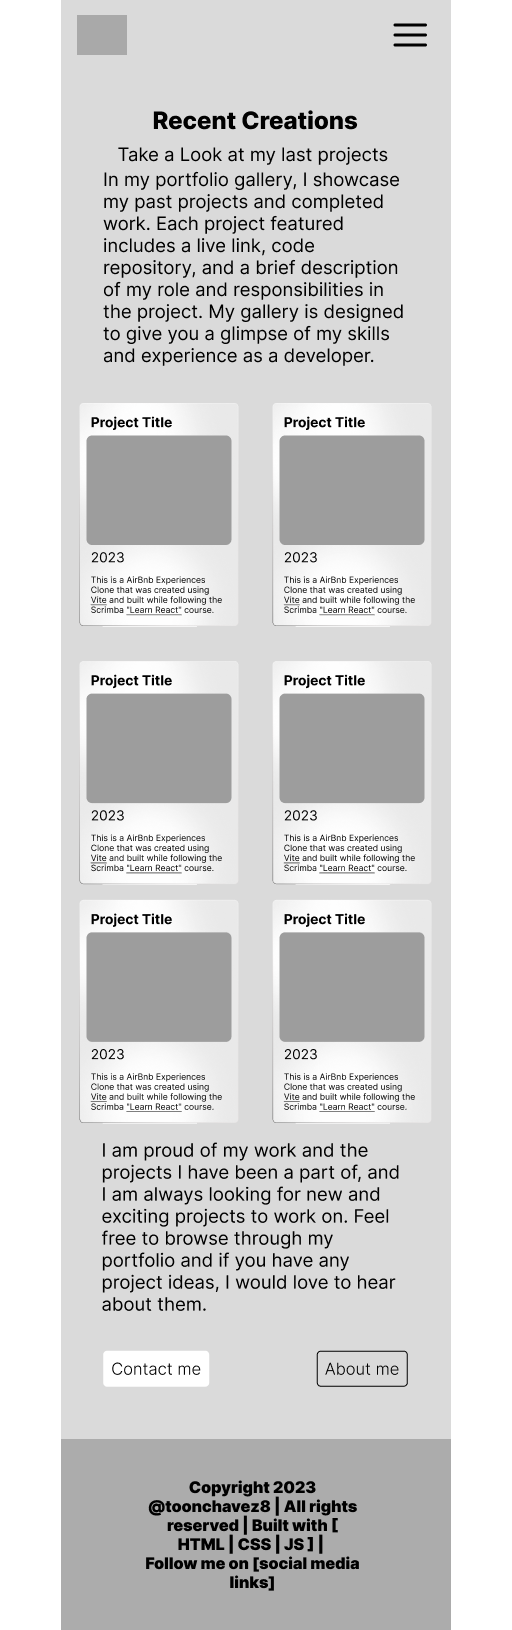 Recent Creations
Take a Look at my last projects
In my portfolio gallery, I showcase
my past projects and completed
work. Each project featured
includes a live link, code
repository, and a brief description
of my role and responsibilities in
the project. My gallery is designed
to give you a glimpse of my skills
and experience as a developer.
Project Title
2023
This is a AirBnb Experiences
Clone that was created using
Vite and built while following the
Scrimba "Learn React" course.
Project Title
2023
This is a AirBnb Experiences
Clone that was created using
Vite and built while following the
Scrimba "Learn React" course.
Project Title
2023
This is a AirBnb Experiences
Clone that was created using
Vite and built while following the
Scrimba "Learn React" course.
Project Title
2023
This is a AirBnb Experiences
Clone that was created using
Vite and built while following the
Scrimba "Learn React" course.
Project Title
2023
This is a AirBnb Experiences
Clone that was created using
Vite and built while following the
Scrimba "Learn React" course.
Project Title
2023
This is a AirBnb Experiences
Clone that was created using
Vite and built while following the
Scrimba "Learn React" course.
I am proud of my work and the
projects I have been a part of, and
I am always looking for new and
exciting projects to work on. Feel
free to browse through my
portfolio and if you have any
project ideas, I would love to hear
about them.
Contact me
About me
Copyright 2023
@toonchavez8 | All rights
reserved | Built with [
HTML | CSS | JS ] |
Follow me on [social media
links]